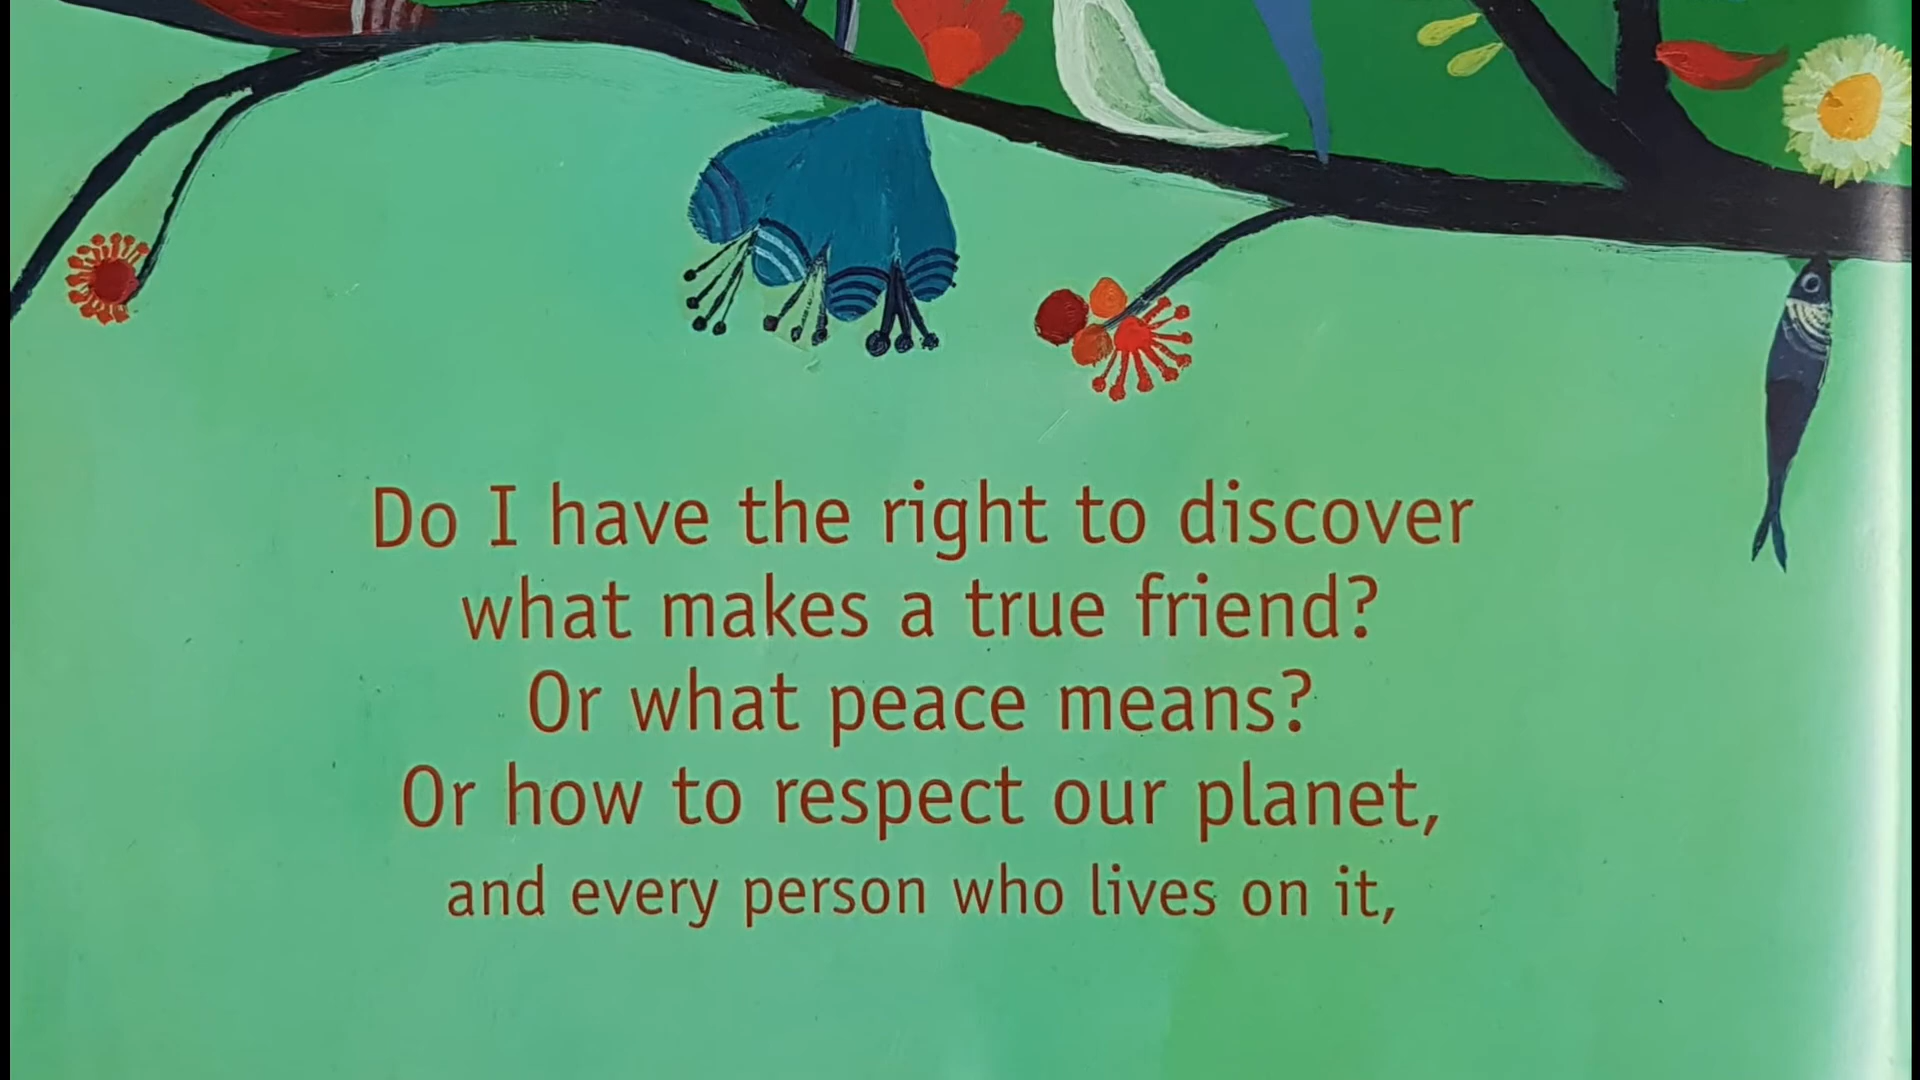 Do I have the right to discover
what makes a true friend?
Or what peace means?
Or how to respect our planet,
and every person who lives on it,